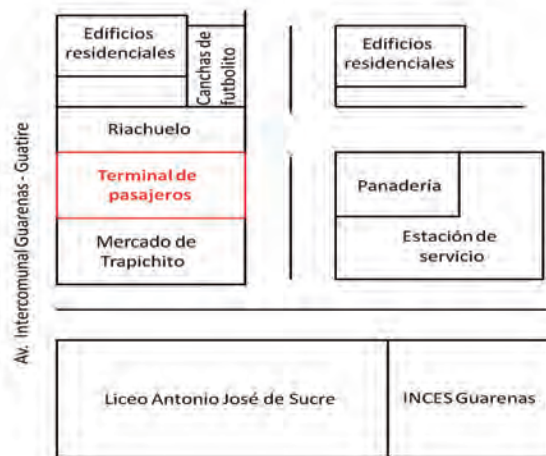 Edificios
residenciales
Canchas de
futbolito
Edificios
residenciales
Riachuelo
Terminal de
pasajeros
Panadería
Mercado de
Trapichito
Estación de
servicio
Av. Intercomunal Guarenas - Guatire
Liceo Antonio José de Sucre
INCES Guarenas